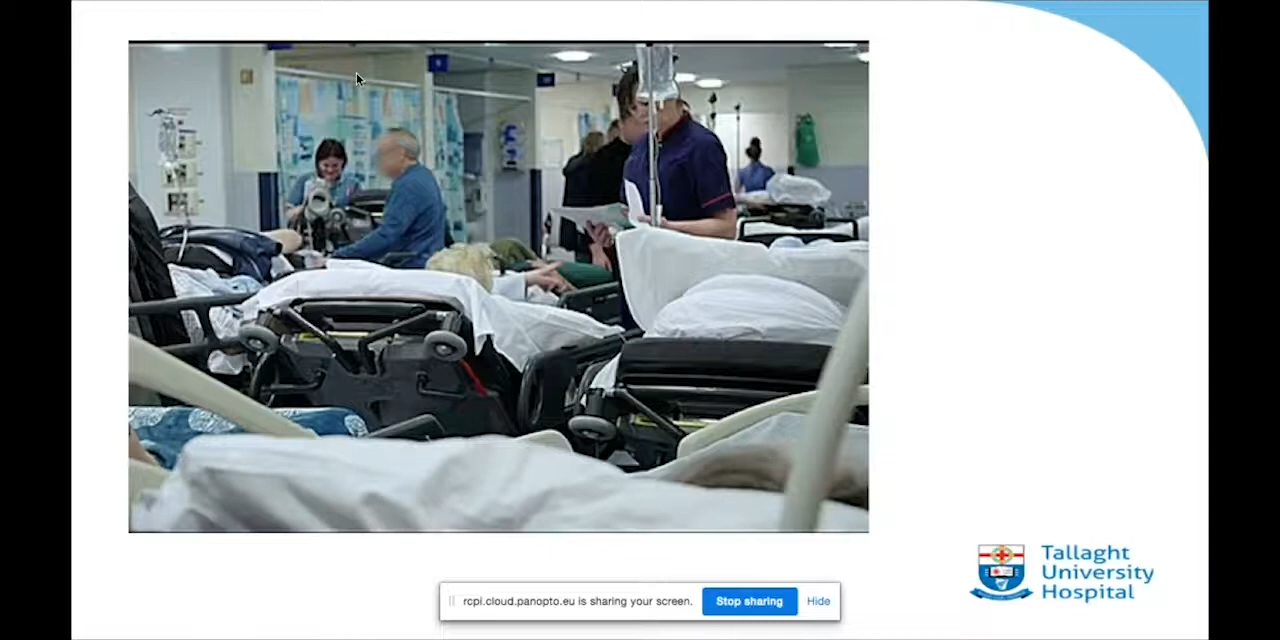 Tallaght
University
Hospital
rcpi.cloud.panopto.eu is sharing your screen.
Stop sharing
Hide